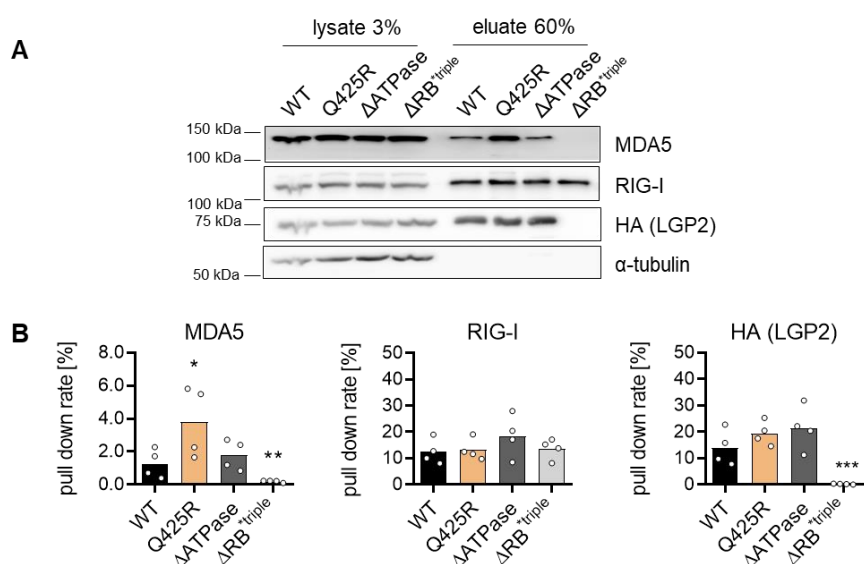 A
lysate 3% eluate 60%
WT Q425R ΔATPase ΔRB*triple WT Q425R ΔATPase ΔRB*triple
150 kDa
100 kDa
MDA5
100 kDa
RIG-I
75 kDa
HA (LGP2)
50 kDa
α-tubulin
B
MDA5
pull down rate [%]
8.0
6.0
4.0
2.0
0.0
*
**
WT Q425R ΔATPase ΔRB*triple
RIG-I
pull down rate [%]
50
40
30
20
10
0
WT Q425R ΔATPase ΔRB*triple
HA (LGP2)
pull down rate [%]
50
40
30
20
10
0
***
WT Q425R ΔATPase ΔRB*triple